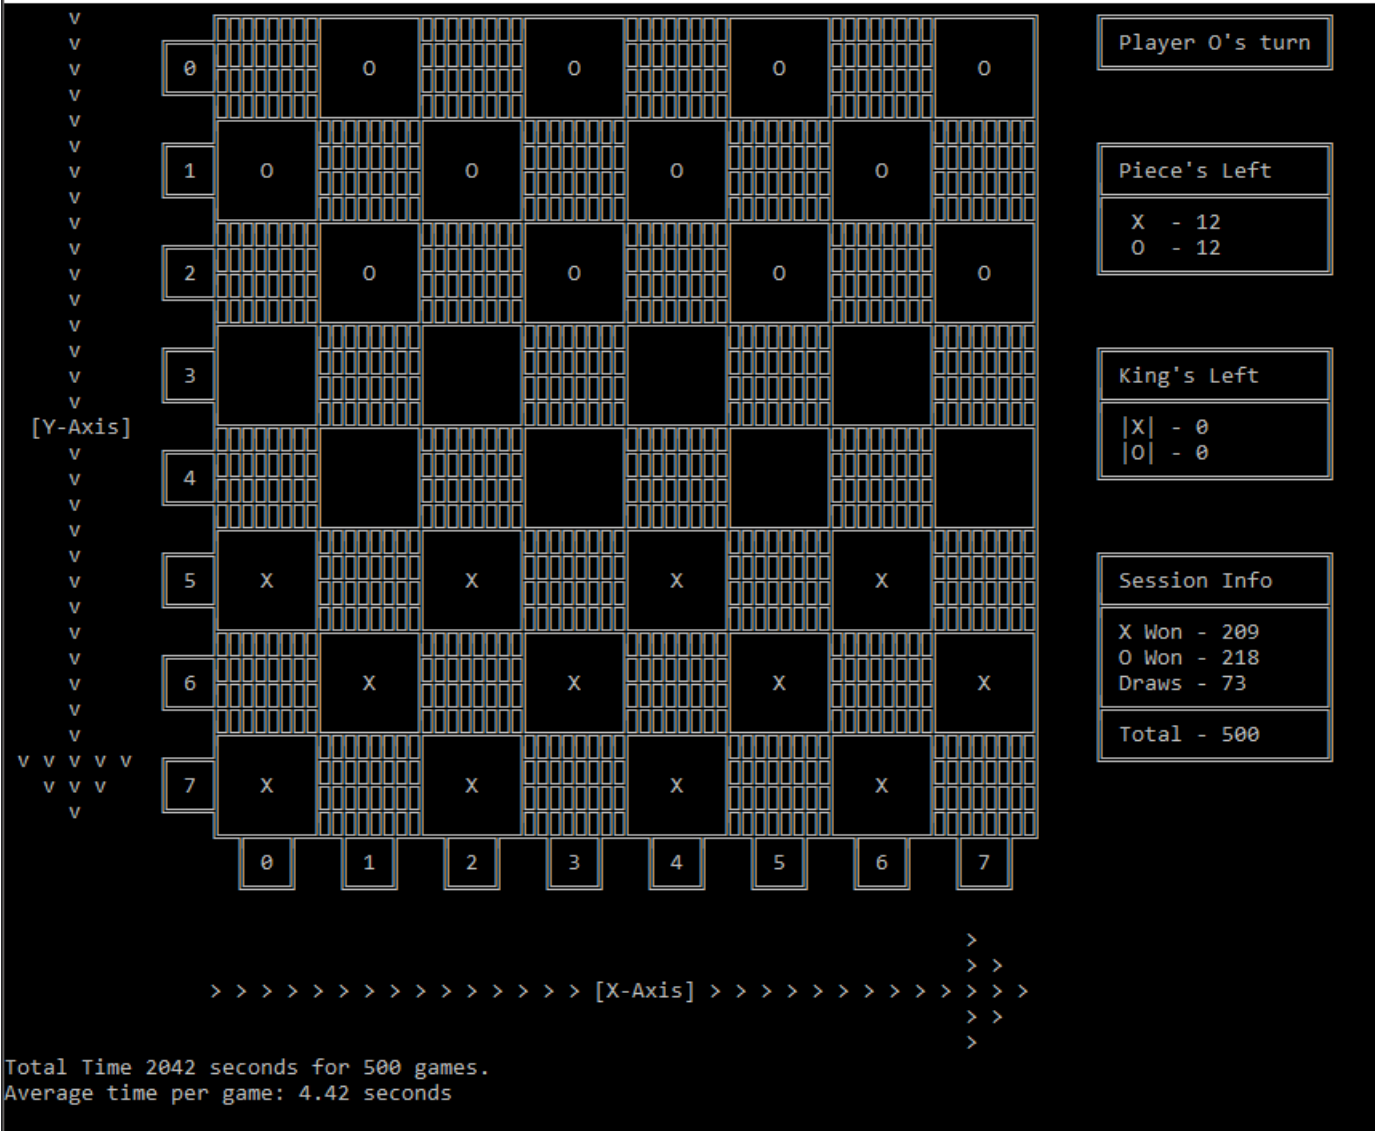 Player O's turn
0 O O O O
1 O O O O
Piece's Left
X - 12
O - 12
2 O O O O
3
King's Left
[Y-Axis]
|X| - 0
|O| - 0
4
5 X X X X
Session Info
X Won - 209
O Won - 218
Draws - 73
6 X X X X
Total - 500
v v v v v
v v v
v
7 X X X X
0 1 2 3 4 5 6 7
>
> >
> > > > > > > > > > > > > > > [X-Axis] > > > > > > > > > > > > >
> >
>
Total Time 2042 seconds for 500 games.
Average time per game: 4.42 seconds